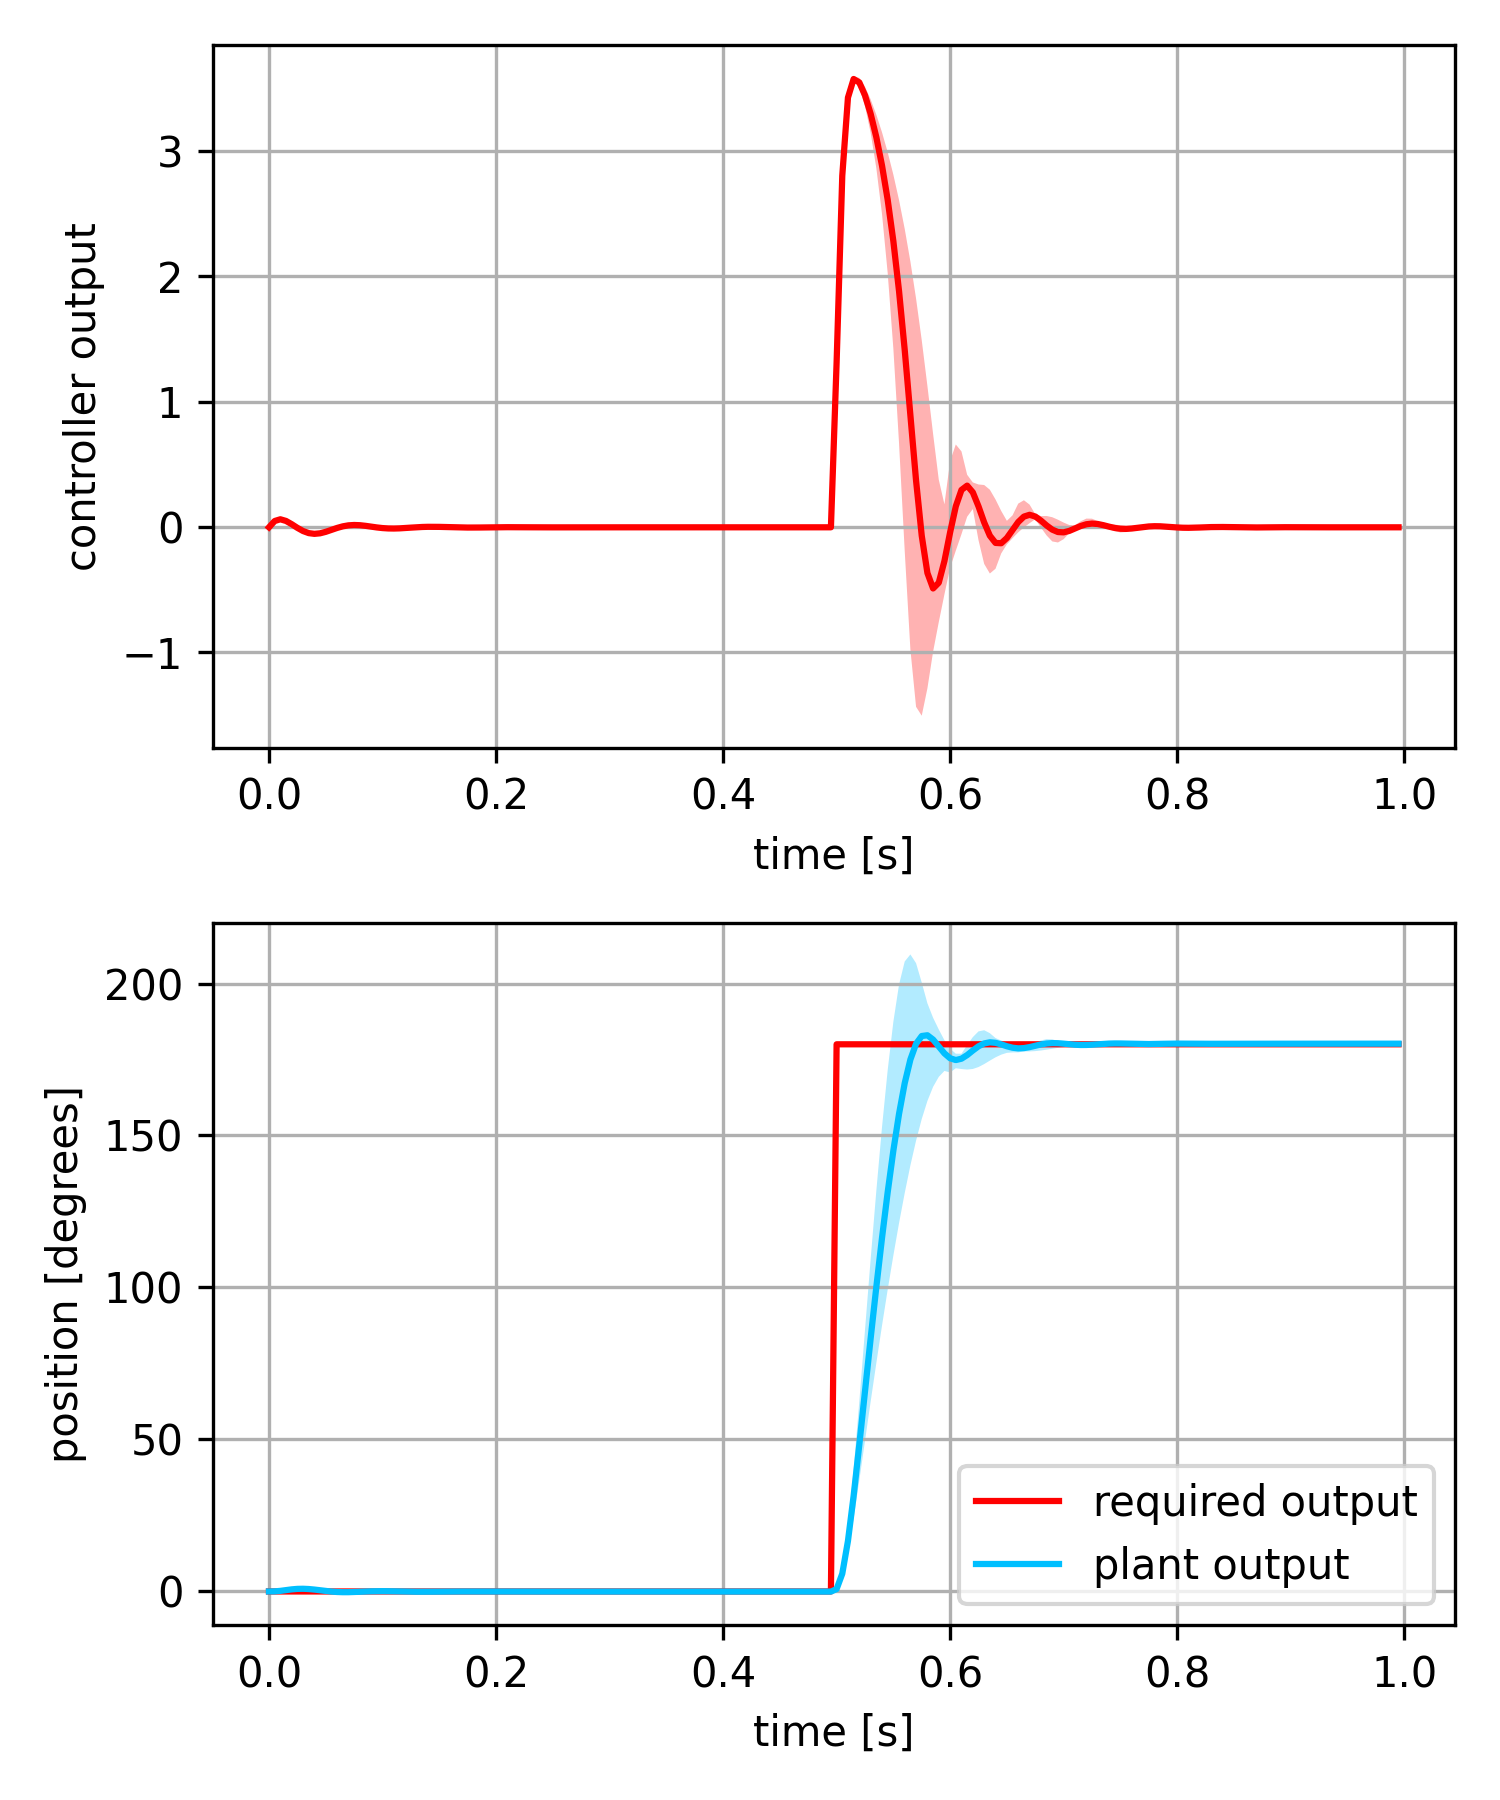 controller output
3
2
1
0
−1
0.0 0.2 0.4 0.6 0.8 1.0
time [s]
position [degrees]
200
150
100
50
0
required output
plant output
0.0 0.2 0.4 0.6 0.8 1.0
time [s]